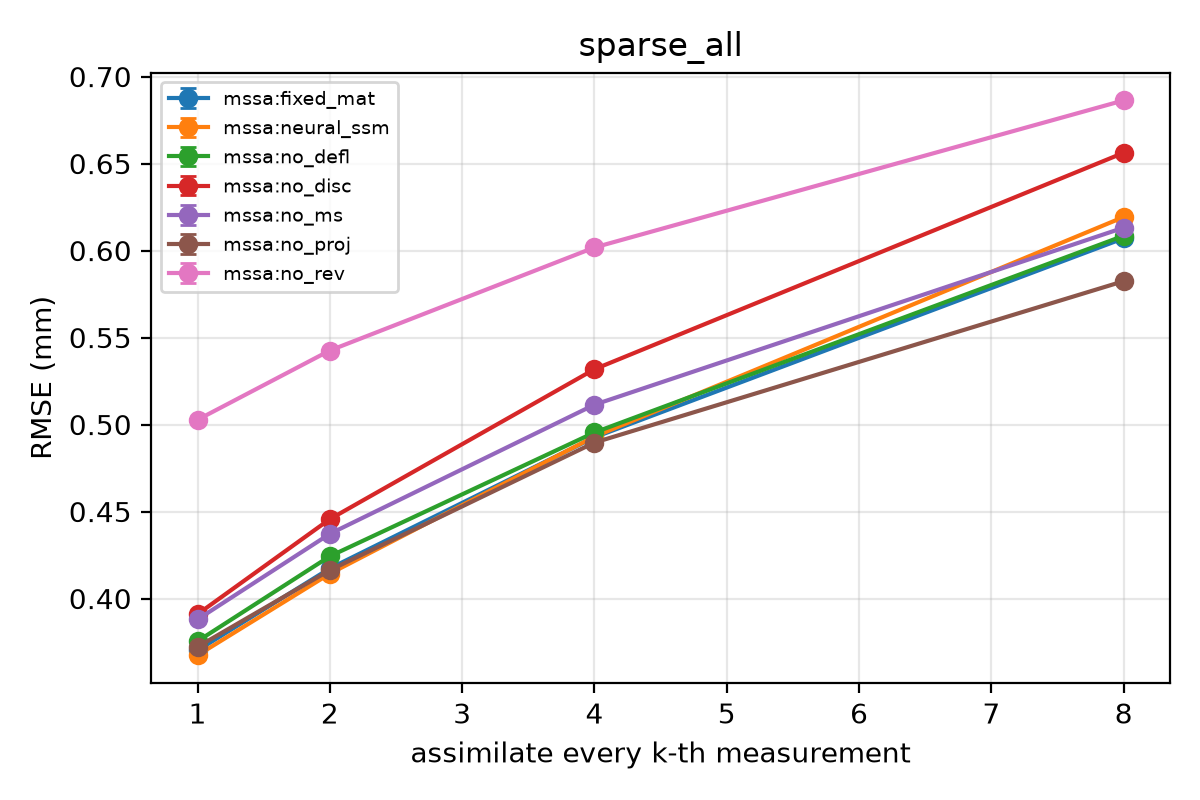 sparse_all
0.70
0.65
0.60
0.55
0.50
0.45
0.40
RMSE (mm)
mssa:fixed_mat
mssa:neural_ssm
mssa:no_defl
mssa:no_disc
mssa:no_ms
mssa:no_proj
mssa:no_rev
1 2 3 4 5 6 7 8
assimilate every k-th measurement